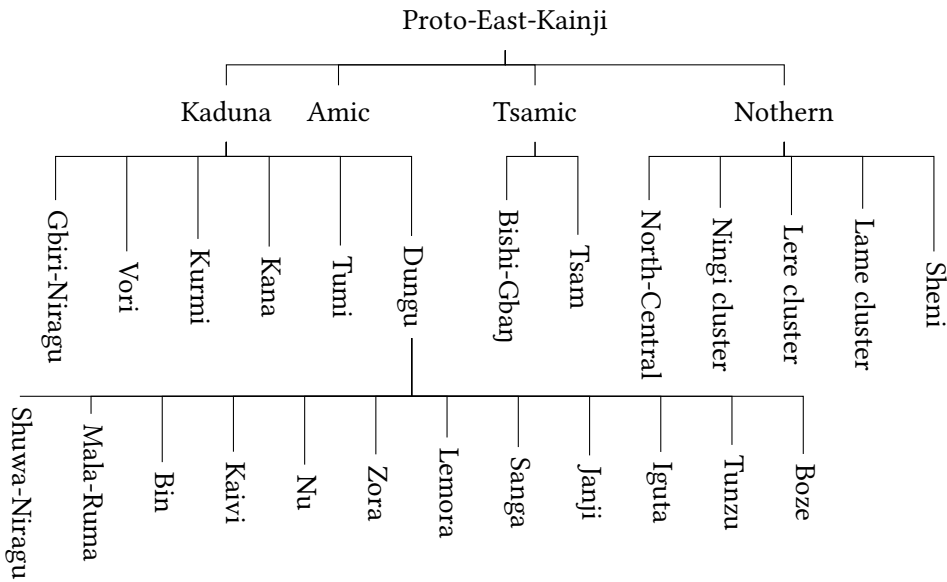 Proto-East-Kainji
Kaduna Amic Tsamic Nothern
Gbiri-Niragu
Vori
Kurmi
Kana
Tumi
Dungu
Bishi-Gbaŋ
Tsam
North-Central
Ningi cluster
Lere cluster
Lame cluster
Sheni
Shuwa-Niragu
Mala-Ruma
Bin
Kaivi
Nu
Zora
Lemora
Sanga
Janji
Iguta
Tunzu
Boze